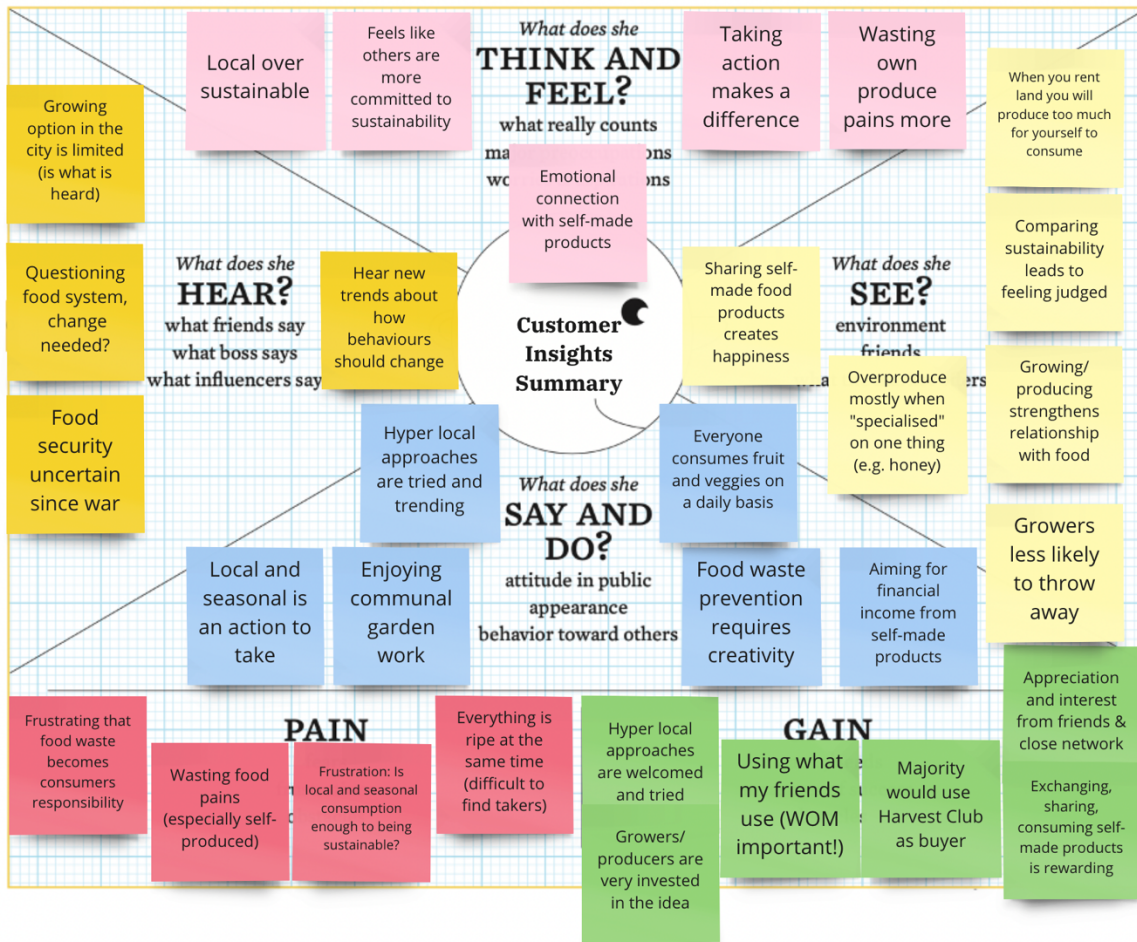 Local over
sustainable
Feels like
others are
more
committed to
sustainability
What does she
THINK AND
FEEL?
what really counts
Emotional
connection
with self-made
products
Taking
action
makes a
difference
Wasting
own
produce
pains more
Growing
option in the
city is limited
(is what is
heard)
Questioning
food system,
change
needed?
Food
security
uncertain
since war
What does she
HEAR?
what friends say
what boss says
what influencers say
Hear new
trends about
how
behaviours
should change
Customer
Insights
Summary
Sharing self-
made food
products
creates
happiness
What does she
SEE?
environment
friends
Overproduce
mostly when
"specialised"
on one thing
(e.g. honey)
When you rent
land you will
produce too much
for yourself to
consume
Comparing
sustainability
leads to
feeling judged
Growing/
producing
strengthens
relationship
with food
Growers
less likely
to throw
away
Hyper local
approaches
are tried and
trending
What does she
SAY AND
DO?
attitude in public
appearance
behavior toward others
Everyone
consumes fruit
and veggies on
a daily basis
Local and
seasonal is
an action to
take
Enjoying
communal
garden
work
Food waste
prevention
requires
creativity
Aiming for
financial
income from
self-made
products
PAIN
Frustrating that
food waste
becomes
consumers
responsibility
Wasting food
pains
(especially self-
produced)
Frustration: Is
local and seasonal
consumption
enough to being
sustainable?
Everything is
ripe at the
same time
(difficult to
find takers)
GAIN
Hyper local
approaches
are welcomed
and tried
Growers/
producers are
very invested
in the idea
Using what
my friends
use (WOM
important!)
Majority
would use
Harvest Club
as buyer
Appreciation
and interest
from friends &
close network
Exchanging,
sharing,
consuming self-
made products
is rewarding